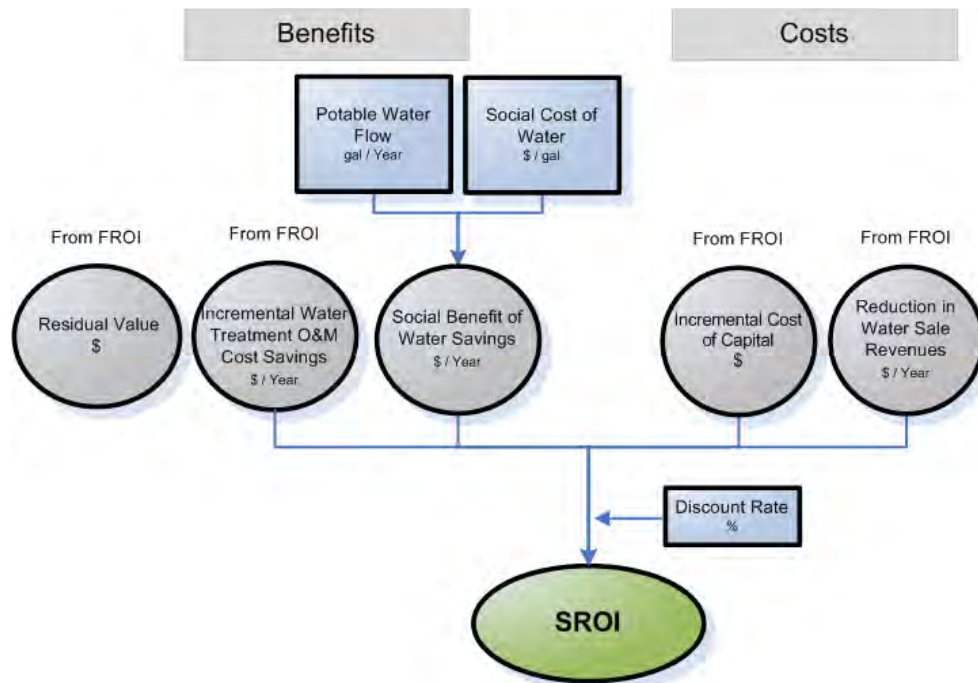 Benefits
Costs
Potable Water
Flow
gal / Year
Social Cost of
Water
$ / gal
From FROI
From FROI
From FROI
From FROI
Residual Value
$
Incremental Water
Treatment O&M
Cost Savings
$ / Year
Social Benefit of
Water Savings
$ / Year
Incremental Cost
of Capital
$
Reduction in
Water Sale
Revenues
$ / Year
Discount Rate
%
SROI